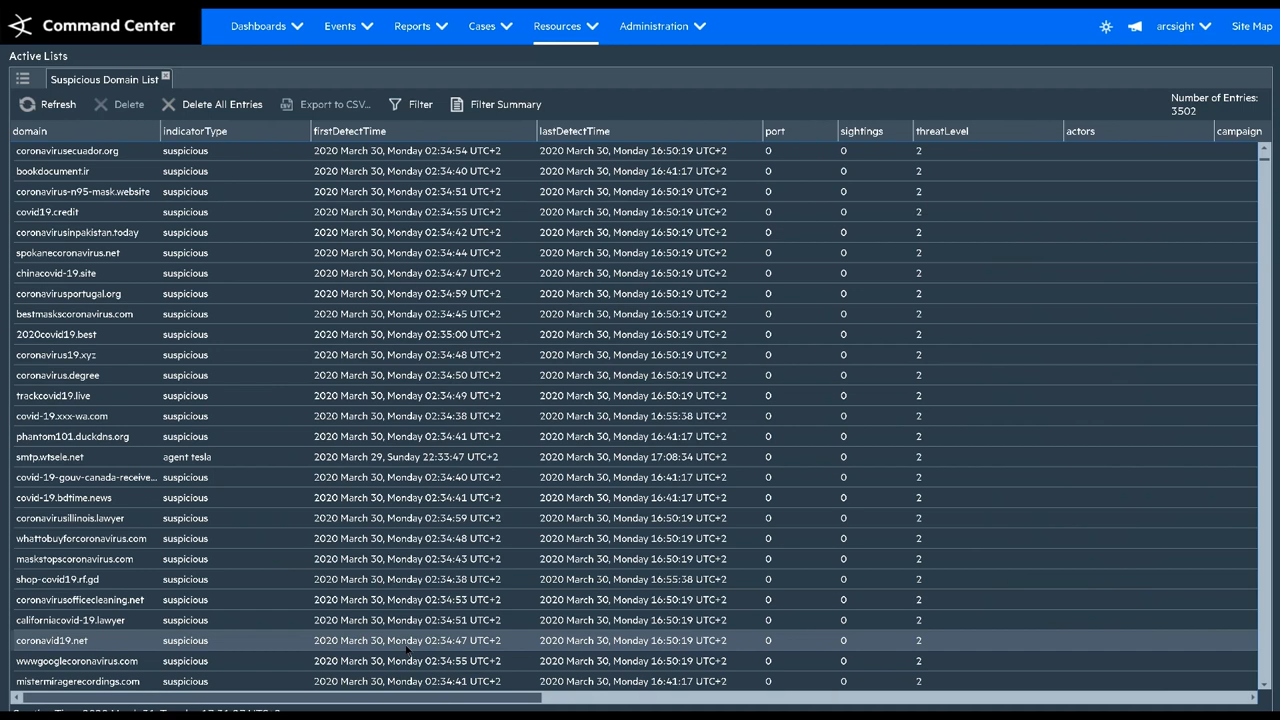 Command Center Dashboards Events Reports Cases Resources Administration arcsight Site Map
Active Lists
Suspicious Domain List
Refresh Delete Delete All Entries Export to CSV... Filter Filter Summary Number of Entries:
3502
domain indicatorType firstDetectTime lastDetectTime port sightings threatLevel actors campaign
coronavirusecuador.org suspicious 2020 March 30, Monday 02:34:54 UTC+2 2020 March 30, Monday 16:50:19 UTC+2 0 0 2
bookdocument.ir suspicious 2020 March 30, Monday 02:34:40 UTC+2 2020 March 30, Monday 16:41:17 UTC+2 0 0 2
coronavirus-n95-mask.website suspicious 2020 March 30, Monday 02:34:51 UTC+2 2020 March 30, Monday 16:50:19 UTC+2 0 0 2
covid19.credit suspicious 2020 March 30, Monday 02:34:55 UTC+2 2020 March 30, Monday 16:50:19 UTC+2 0 0 2
coronavirusinpakistan.today suspicious 2020 March 30, Monday 02:34:42 UTC+2 2020 March 30, Monday 16:50:19 UTC+2 0 0 2
spokanecoronavirus.net suspicious 2020 March 30, Monday 02:34:44 UTC+2 2020 March 30, Monday 16:50:19 UTC+2 0 0 2
chinacovid-19.site suspicious 2020 March 30, Monday 02:34:47 UTC+2 2020 March 30, Monday 16:50:19 UTC+2 0 0 2
coronavirusportugal.org suspicious 2020 March 30, Monday 02:34:59 UTC+2 2020 March 30, Monday 16:50:19 UTC+2 0 0 2
bestmaskscoronavirus.com suspicious 2020 March 30, Monday 02:34:45 UTC+2 2020 March 30, Monday 16:50:19 UTC+2 0 0 2
2020covid19.best suspicious 2020 March 30, Monday 02:35:00 UTC+2 2020 March 30, Monday 16:50:19 UTC+2 0 0 2
coronavirus19.xyz suspicious 2020 March 30, Monday 02:34:48 UTC+2 2020 March 30, Monday 16:50:19 UTC+2 0 0 2
coronavirus.degree suspicious 2020 March 30, Monday 02:34:50 UTC+2 2020 March 30, Monday 16:50:19 UTC+2 0 0 2
trackcovid19.live suspicious 2020 March 30, Monday 02:34:49 UTC+2 2020 March 30, Monday 16:50:19 UTC+2 0 0 2
covid-19.xxx-wa.com suspicious 2020 March 30, Monday 02:34:38 UTC+2 2020 March 30, Monday 16:55:38 UTC+2 0 0 2
phantom101.duckdns.org suspicious 2020 March 30, Monday 02:34:41 UTC+2 2020 March 30, Monday 16:41:17 UTC+2 0 0 2
smtp.wtsele.net agent tesla 2020 March 29, Sunday 22:33:47 UTC+2 2020 March 30, Monday 17:08:34 UTC+2 0 0 2
covid-19-gouv-canada-receive... suspicious 2020 March 30, Monday 02:34:40 UTC+2 2020 March 30, Monday 16:41:17 UTC+2 0 0 2
covid-19.bdtime.news suspicious 2020 March 30, Monday 02:34:41 UTC+2 2020 March 30, Monday 16:41:17 UTC+2 0 0 2
coronavirusillinois.lawyer suspicious 2020 March 30, Monday 02:34:59 UTC+2 2020 March 30, Monday 16:50:19 UTC+2 0 0 2
whattobuyforcoronavirus.com suspicious 2020 March 30, Monday 02:34:48 UTC+2 2020 March 30, Monday 16:50:19 UTC+2 0 0 2
maskstopscoronavirus.com suspicious 2020 March 30, Monday 02:34:43 UTC+2 2020 March 30, Monday 16:50:19 UTC+2 0 0 2
shop-covid19.rf.gd suspicious 2020 March 30, Monday 02:34:38 UTC+2 2020 March 30, Monday 16:55:38 UTC+2 0 0 2
coronavirusofficecleaning.net suspicious 2020 March 30, Monday 02:34:53 UTC+2 2020 March 30, Monday 16:50:19 UTC+2 0 0 2
californiacovid-19.lawyer suspicious 2020 March 30, Monday 02:34:51 UTC+2 2020 March 30, Monday 16:50:19 UTC+2 0 0 2
coronavid19.net suspicious 2020 March 30, Monday 02:34:47 UTC+2 2020 March 30, Monday 16:50:19 UTC+2 0 0 2
wwwgooglecoronavirus.com suspicious 2020 March 30, Monday 02:34:55 UTC+2 2020 March 30, Monday 16:50:19 UTC+2 0 0 2
mistermiragerecordings.com suspicious 2020 March 30, Monday 02:34:41 UTC+2 2020 March 30, Monday 16:41:17 UTC+2 0 0 2